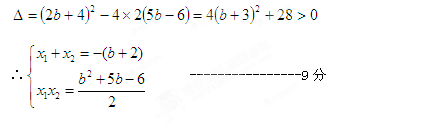 Δ = (2b + 4)² − 4 × 2(5b − 6) = 4(b + 3)² + 28 > 0
∴ { x₁ + x₂ = −(b + 2)
x₁x₂ = (b² + 5b − 6) / 2 ----------------9 分